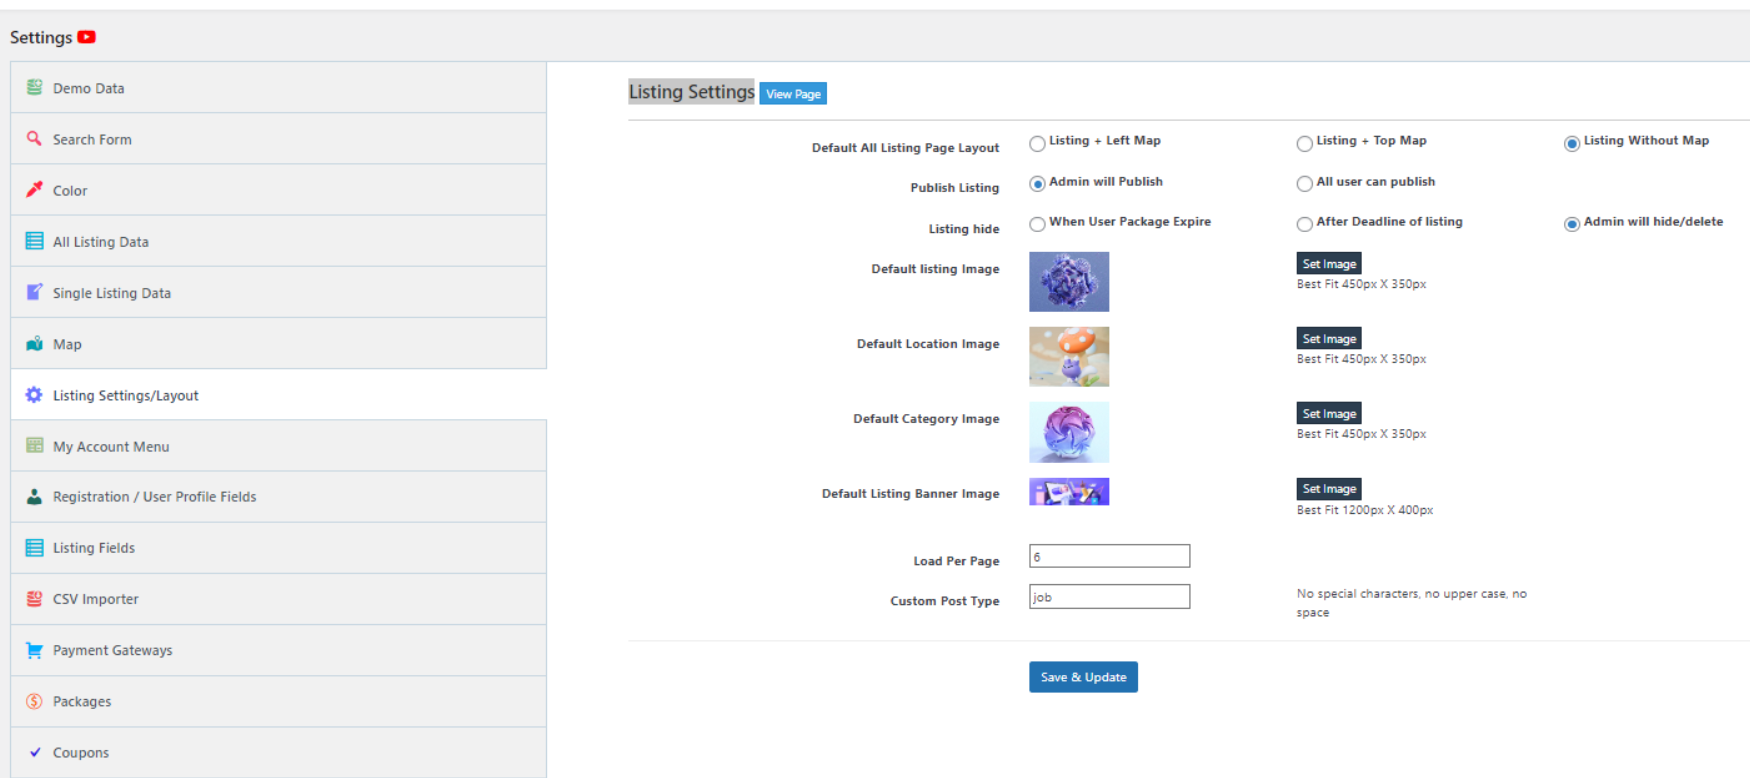 Settings
Demo Data
Search Form
Color
All Listing Data
Single Listing Data
Map
Listing Settings/Layout
My Account Menu
Registration / User Profile Fields
Listing Fields
CSV Importer
Payment Gateways
Packages
Coupons
Listing Settings View Page
Default All Listing Page Layout Listing + Left Map Listing + Top Map Listing Without Map
Publish Listing Admin will Publish All user can publish
Listing hide When User Package Expire After Deadline of listing Admin will hide/delete
Default listing Image Set Image
Best Fit 450px X 350px
Default Location Image Set Image
Best Fit 450px X 350px
Default Category Image Set Image
Best Fit 450px X 350px
Default Listing Banner Image Set Image
Best Fit 1200px X 400px
Load Per Page 6
Custom Post Type job No special characters, no upper case, no
space
Save & Update